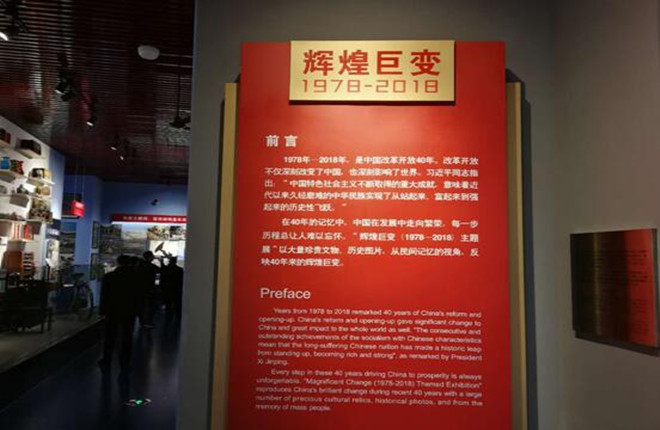 辉煌巨变
1978-2018
前言
1978年—2018年，是中国改革开放40年。改革开放
不仅深刻改变了中国，也深刻影响了世界。习近平同志指
出：“中国特色社会主义不断取得的重大成就，意味着近
代以来久经磨难的中华民族实现了从站起来、富起来到强
起来的历史性飞跃。”
在40年的记忆中，中国在发展中走向繁荣，每一步
历程总让人难以忘怀。“辉煌巨变（1978—2018）主题
展”以大量珍贵文物、历史图片，从民间记忆的视角，反
映40年来的辉煌巨变。
Preface
Years from 1978 to 2018 remarked 40 years of China's reform and
opening-up. China's reform and opening-up gave significant change to
China and great impact to the whole world as well. "The consecutive and
outstanding achievements of the socialism with Chinese characteristics
mean that the long-suffering Chinese nation has made a historic leap
from standing up, becoming rich and strong", as remarked by President
Xi Jinping.
Every step in these 40 years driving China to prosperity is always
unforgettable. "Magnificent Change (1978-2018) Themed Exhibition"
reproduces China's brilliant change during recent 40 years with a large
number of precious cultural relics, historical photos, and from the
memory of mass people.